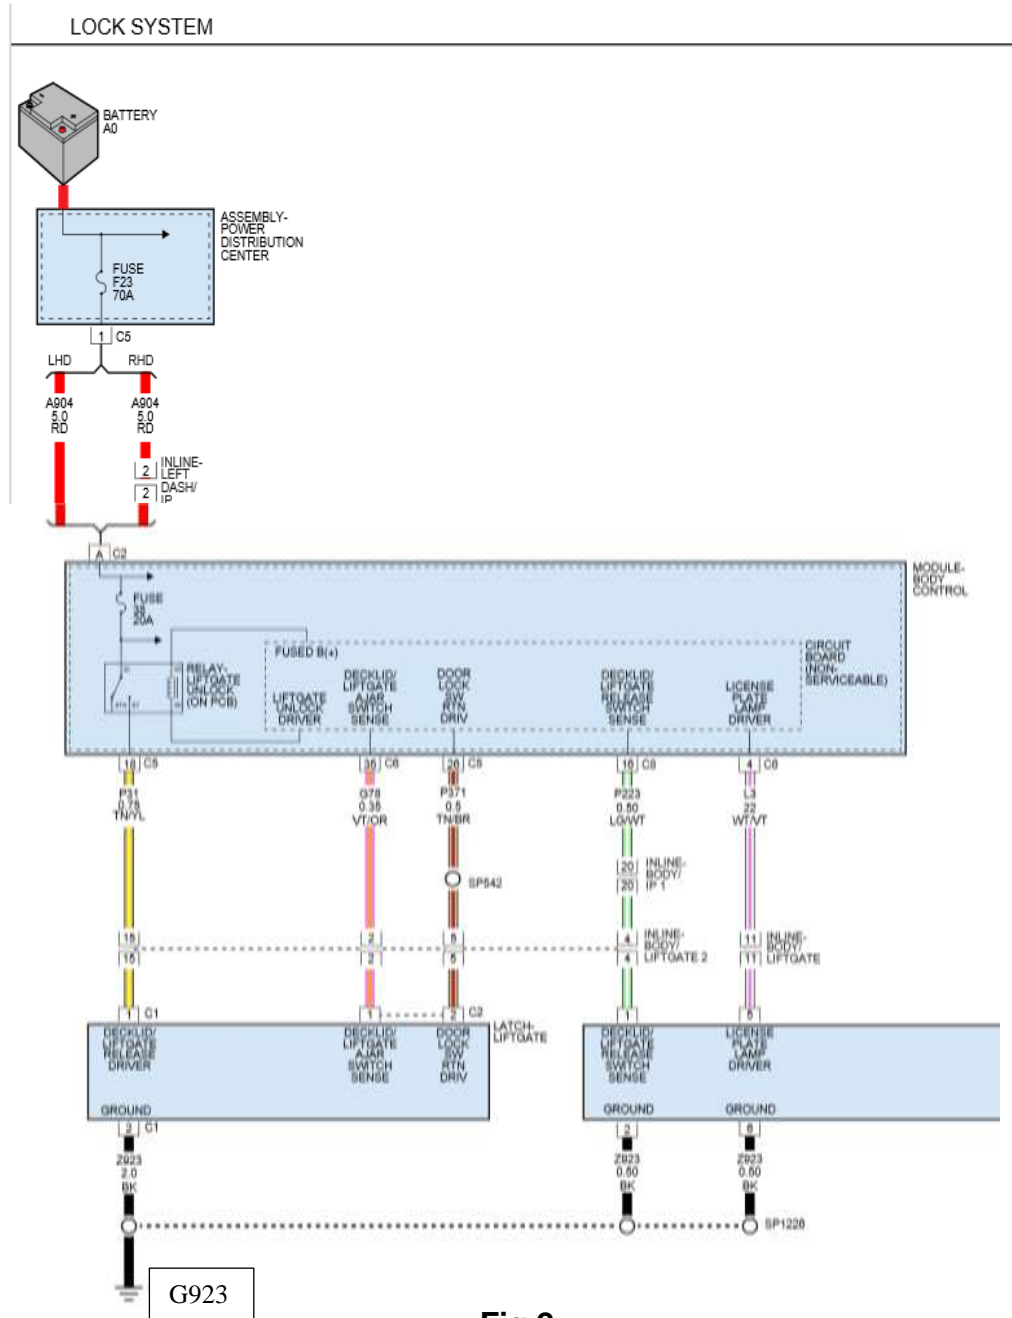 LOCK SYSTEM
BATTERY
A0
ASSEMBLY-
POWER
DISTRIBUTION
CENTER
FUSE
F23
70A
1 C5
LHD RHD
A904 A904
5.0 5.0
RD RD
2 INLINE-
LEFT
2 DASH/
IP
A C2
MODULE-
BODY
CONTROL
FUSE
38
20A
RELAY-
LIFTGATE
UNLOCK
(ON PCB)
FUSED B(+)
CIRCUIT
BOARD
(NON-
SERVICEABLE)
LIFTGATE
UNLOCK
DRIVER
DECKLID/
LIFTGATE
AJAR
SWITCH
SENSE
DOOR
LOCK
SW
RTN
DRIV
DECKLID/
LIFTGATE
RELEASE
SWITCH
SENSE
LICENSE
PLATE
LAMP
DRIVER
P31 G78 P371 P223 L3
0.75 0.35 0.5 0.50 22
TN/YL VT/OR TN/BR LG/WT WT/VT
SP542
20 INLINE-
BODY/
20 IP 1
15 2 5 4 INLINE- 11 INLINE-
BODY/ BODY/
15 2 5 4 LIFTGATE 2 11 LIFTGATE
1 C1 1 2 C2 1 5
LATCH-
LIFTGATE
DECKLID/
LIFTGATE
RELEASE
DRIVER
DECKLID/
LIFTGATE
AJAR
SWITCH
SENSE
DOOR
LOCK
SW
RTN
DRIV
DECKLID/
LIFTGATE
RELEASE
SWITCH
SENSE
LICENSE
PLATE
LAMP
DRIVER
GROUND GROUND GROUND
2 C1 2 6
Z923 Z923 Z923
2.0 0.50 0.50
BK BK BK
G923